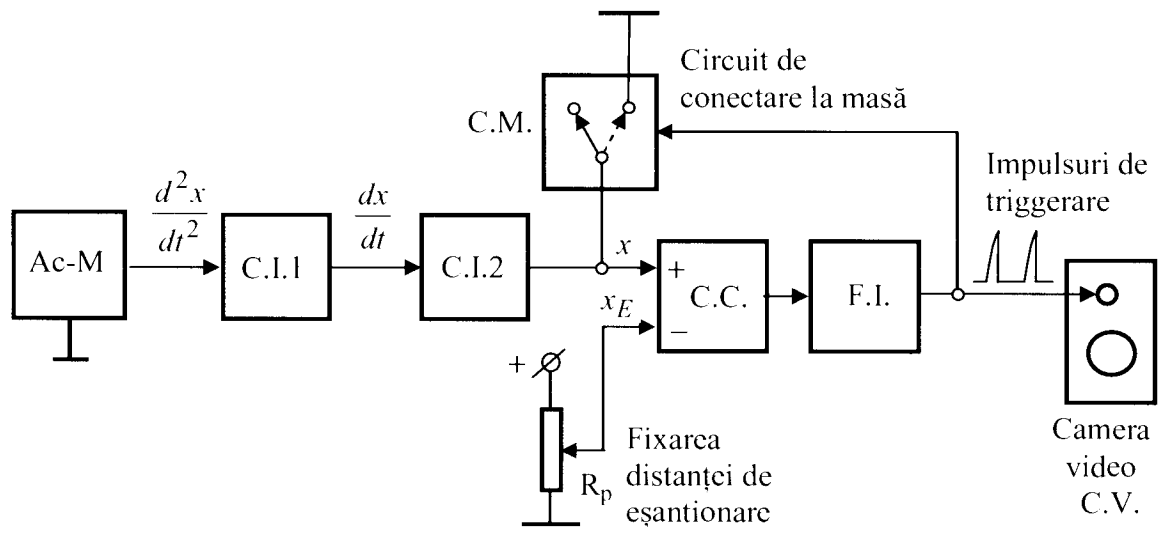 Circuit de
conectare la masă
C.M.
Impulsuri de
triggerare
d²x
dt²
dx
dt
Ac-M
C.I.1
C.I.2
x
+
C.C.
F.I.
x_E
−
+
Fixarea
distanței de
eșantionare
R_p
Camera
video
C.V.